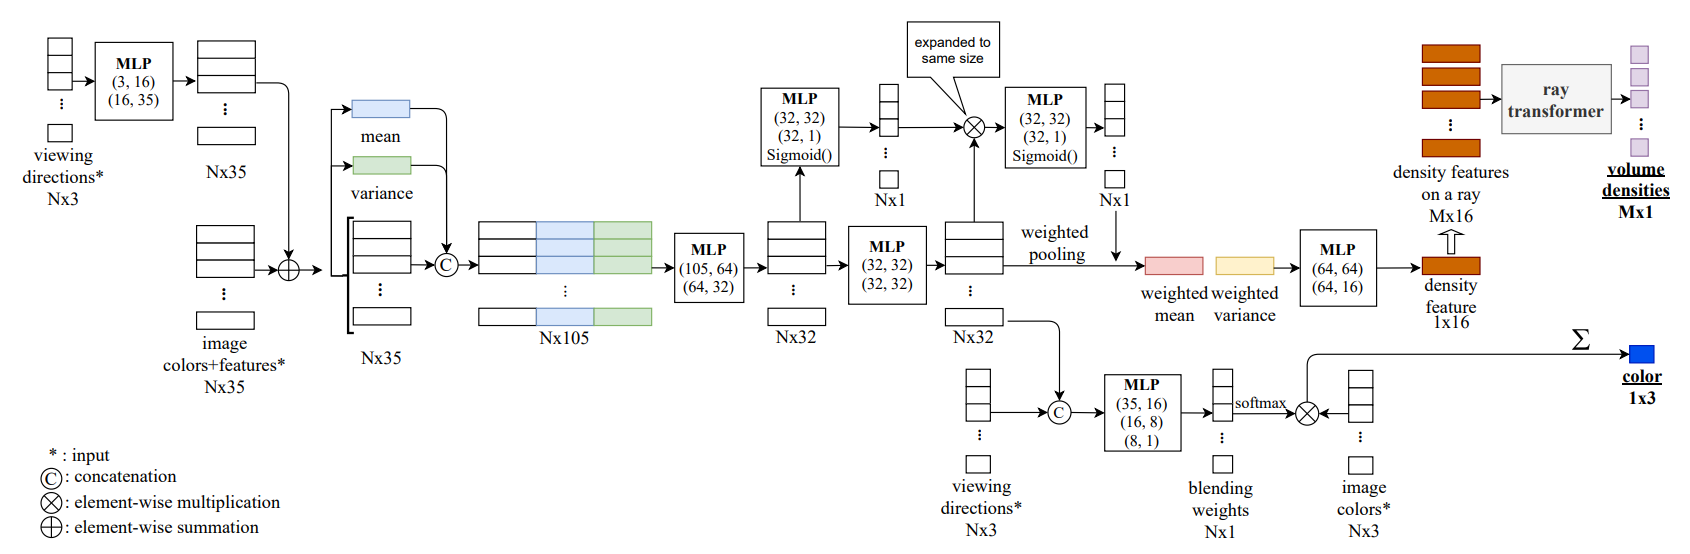 viewing
directions*
Nx3
MLP
(3, 16)
(16, 35)
Nx35
image
colors+features*
Nx35
mean
variance
Nx35
C
Nx105
MLP
(105, 64)
(64, 32)
Nx32
MLP
(32, 32)
(32, 1)
Sigmoid()
Nx1
MLP
(32, 32)
(32, 32)
Nx32
expanded to
same size
MLP
(32, 32)
(32, 1)
Sigmoid()
Nx1
weighted
pooling
weighted
mean
weighted
variance
MLP
(64, 64)
(64, 16)
density
feature
1x16
density features
on a ray
Mx16
ray
transformer
volume
densities
Mx1
viewing
directions*
Nx3
C
MLP
(35, 16)
(16, 8)
(8, 1)
blending
weights
Nx1
softmax
image
colors*
Nx3
Σ
color
1x3
* : input
C : concatenation
: element-wise multiplication
: element-wise summation